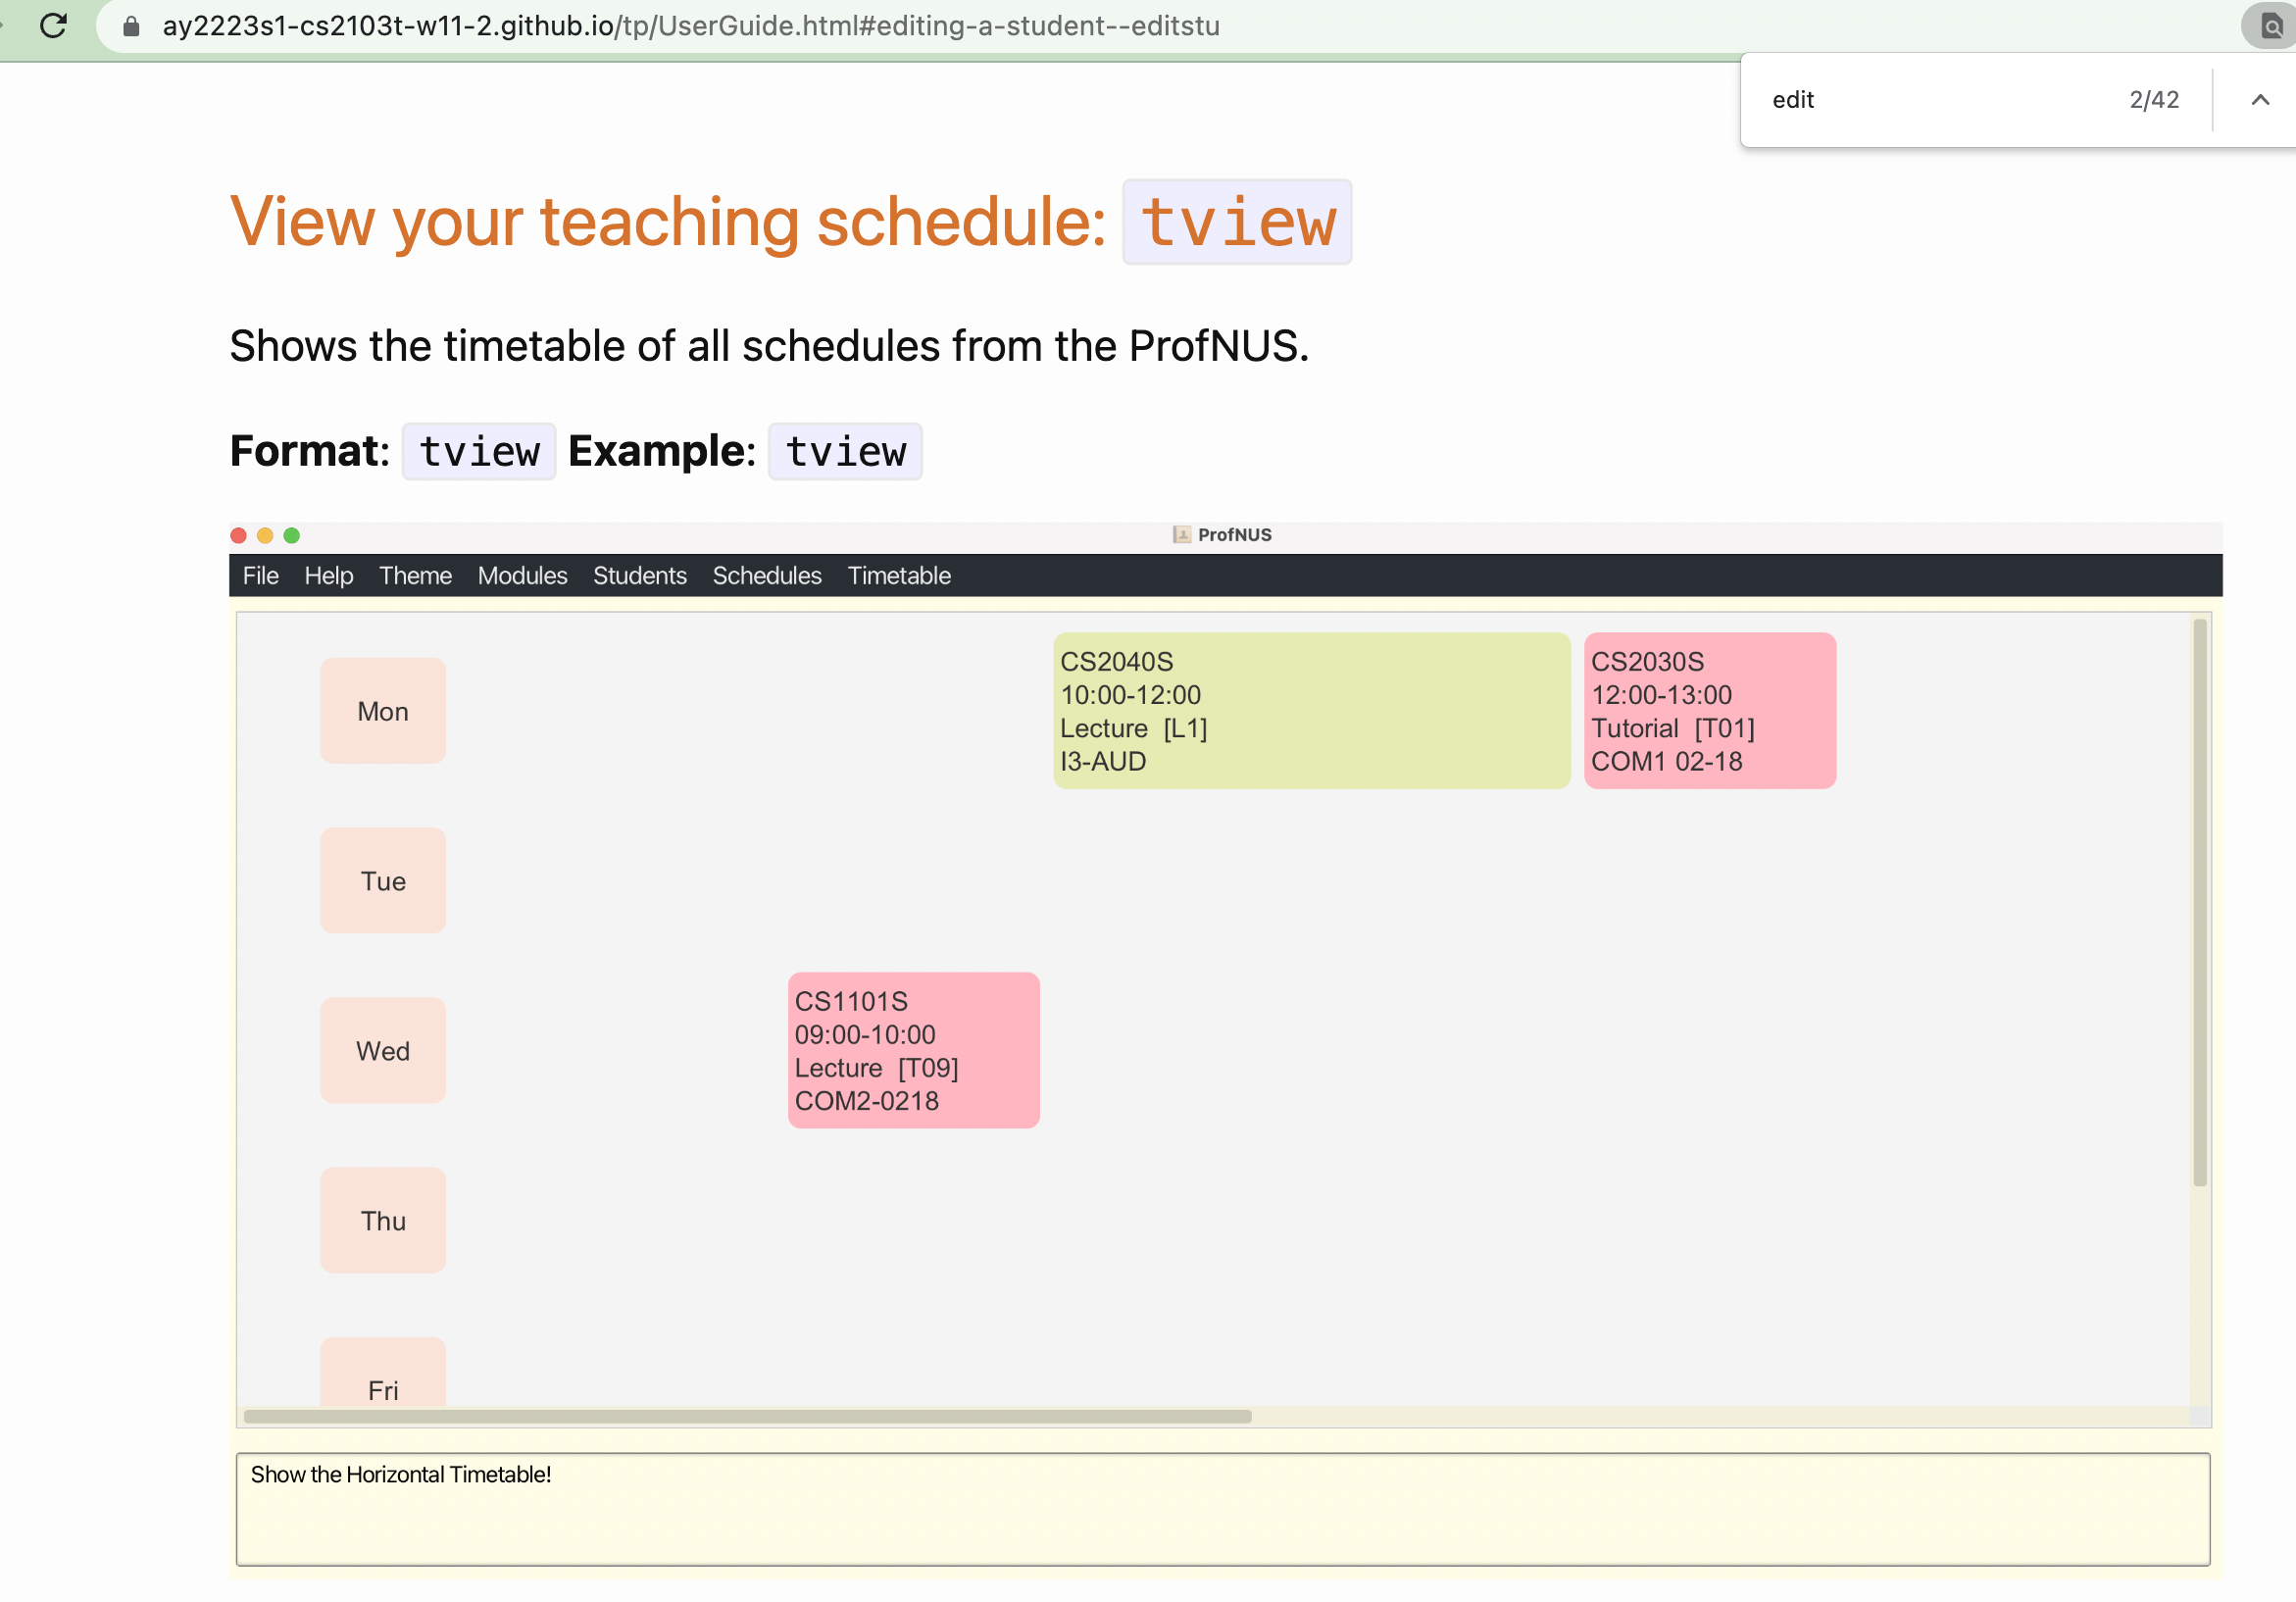 ay2223s1-cs2103t-w11-2.github.io/tp/UserGuide.html#editing-a-student--editstu
edit 2/42
View your teaching schedule: tview
Shows the timetable of all schedules from the ProfNUS.
Format: tview Example: tview
ProfNUS
File Help Theme Modules Students Schedules Timetable
Mon
CS2040S
10:00-12:00
Lecture [L1]
I3-AUD
CS2030S
12:00-13:00
Tutorial [T01]
COM1 02-18
Tue
Wed
CS1101S
09:00-10:00
Lecture [T09]
COM2-0218
Thu
Fri
Show the Horizontal Timetable!